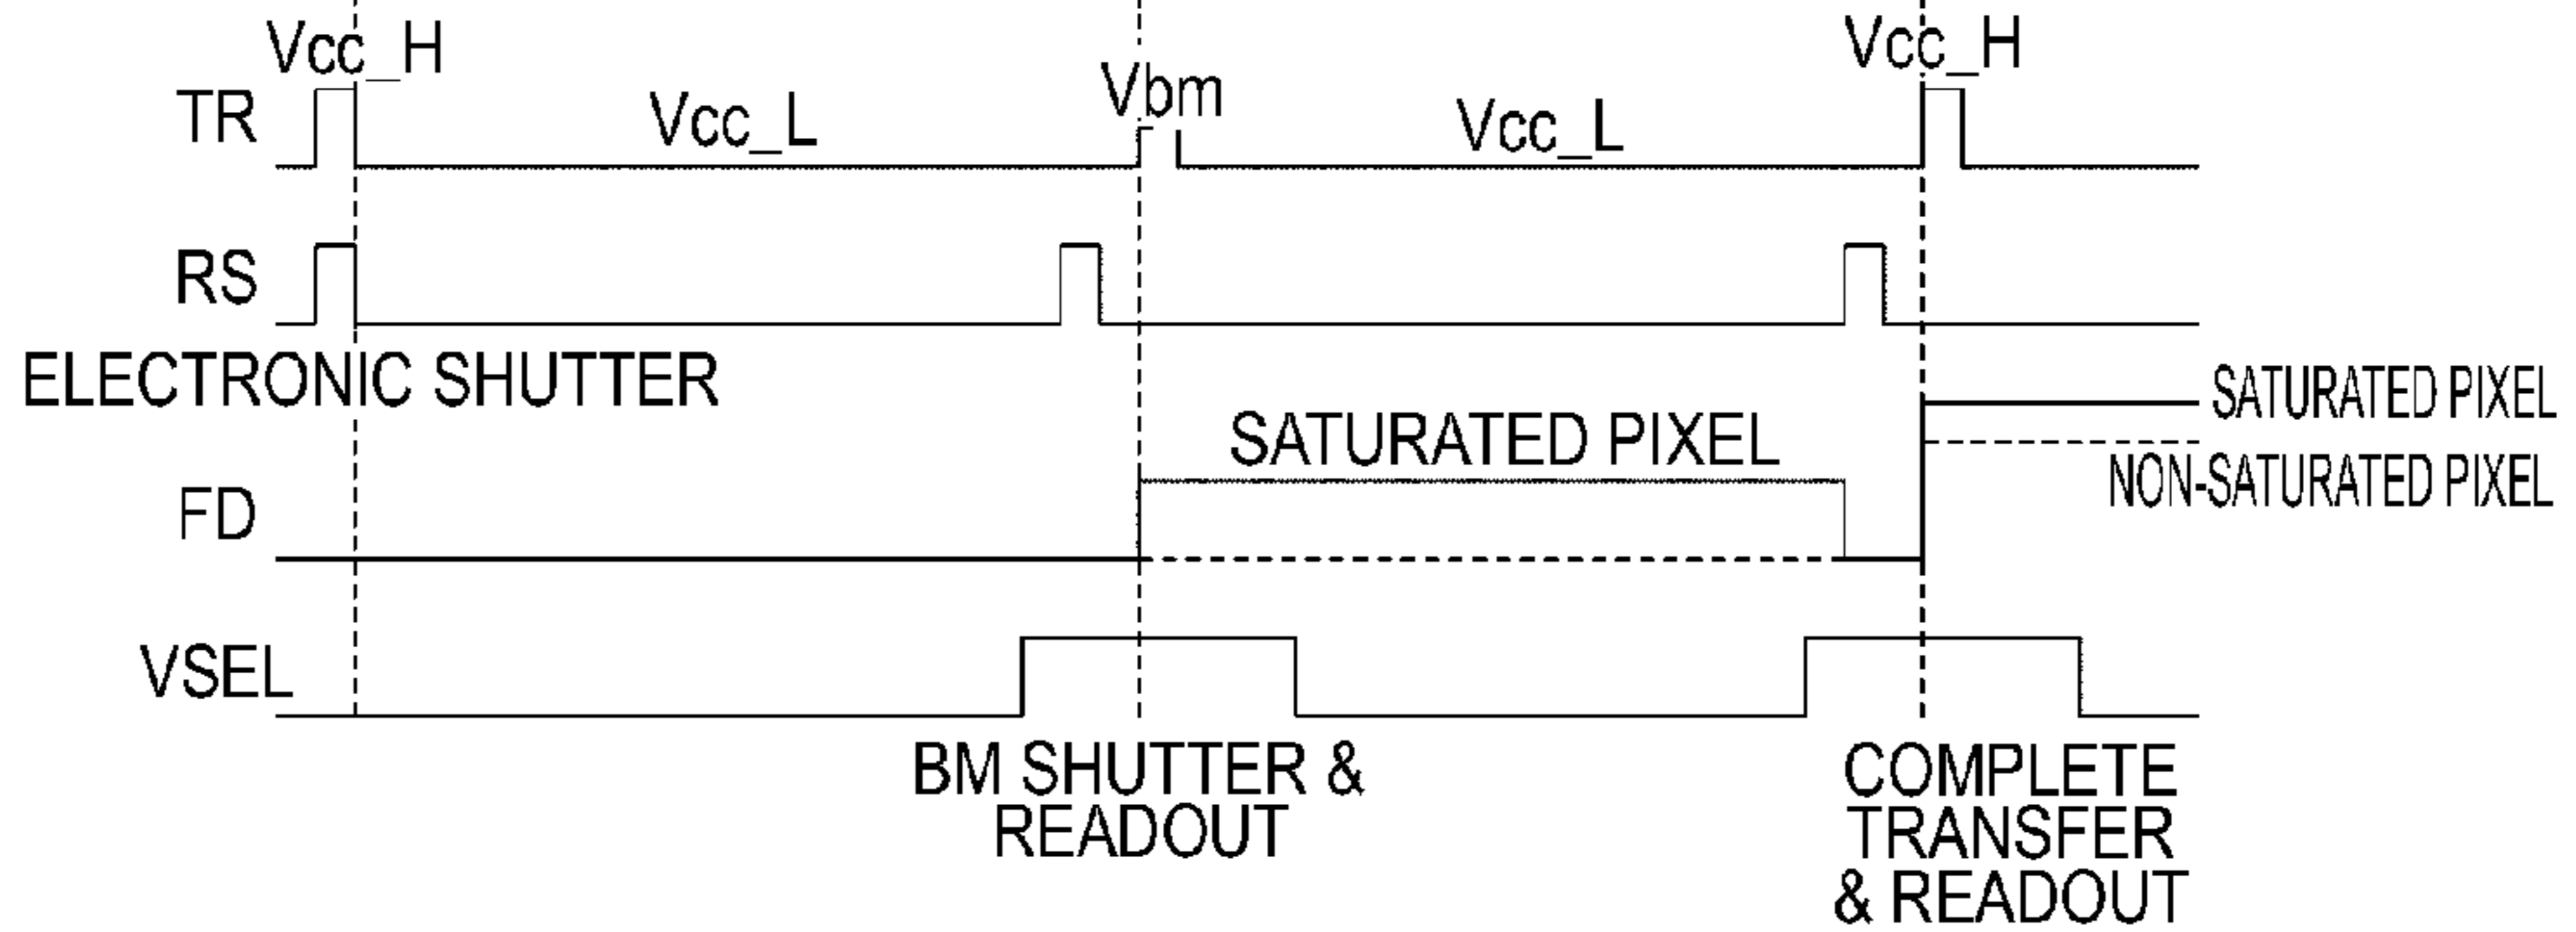 Vcc_H
Vbm
Vcc_H
TR
Vcc_L
Vcc_L
RS
ELECTRONIC SHUTTER
SATURATED PIXEL
SATURATED PIXEL
NON-SATURATED PIXEL
FD
VSEL
BM SHUTTER &
READOUT
COMPLETE
TRANSFER
& READOUT